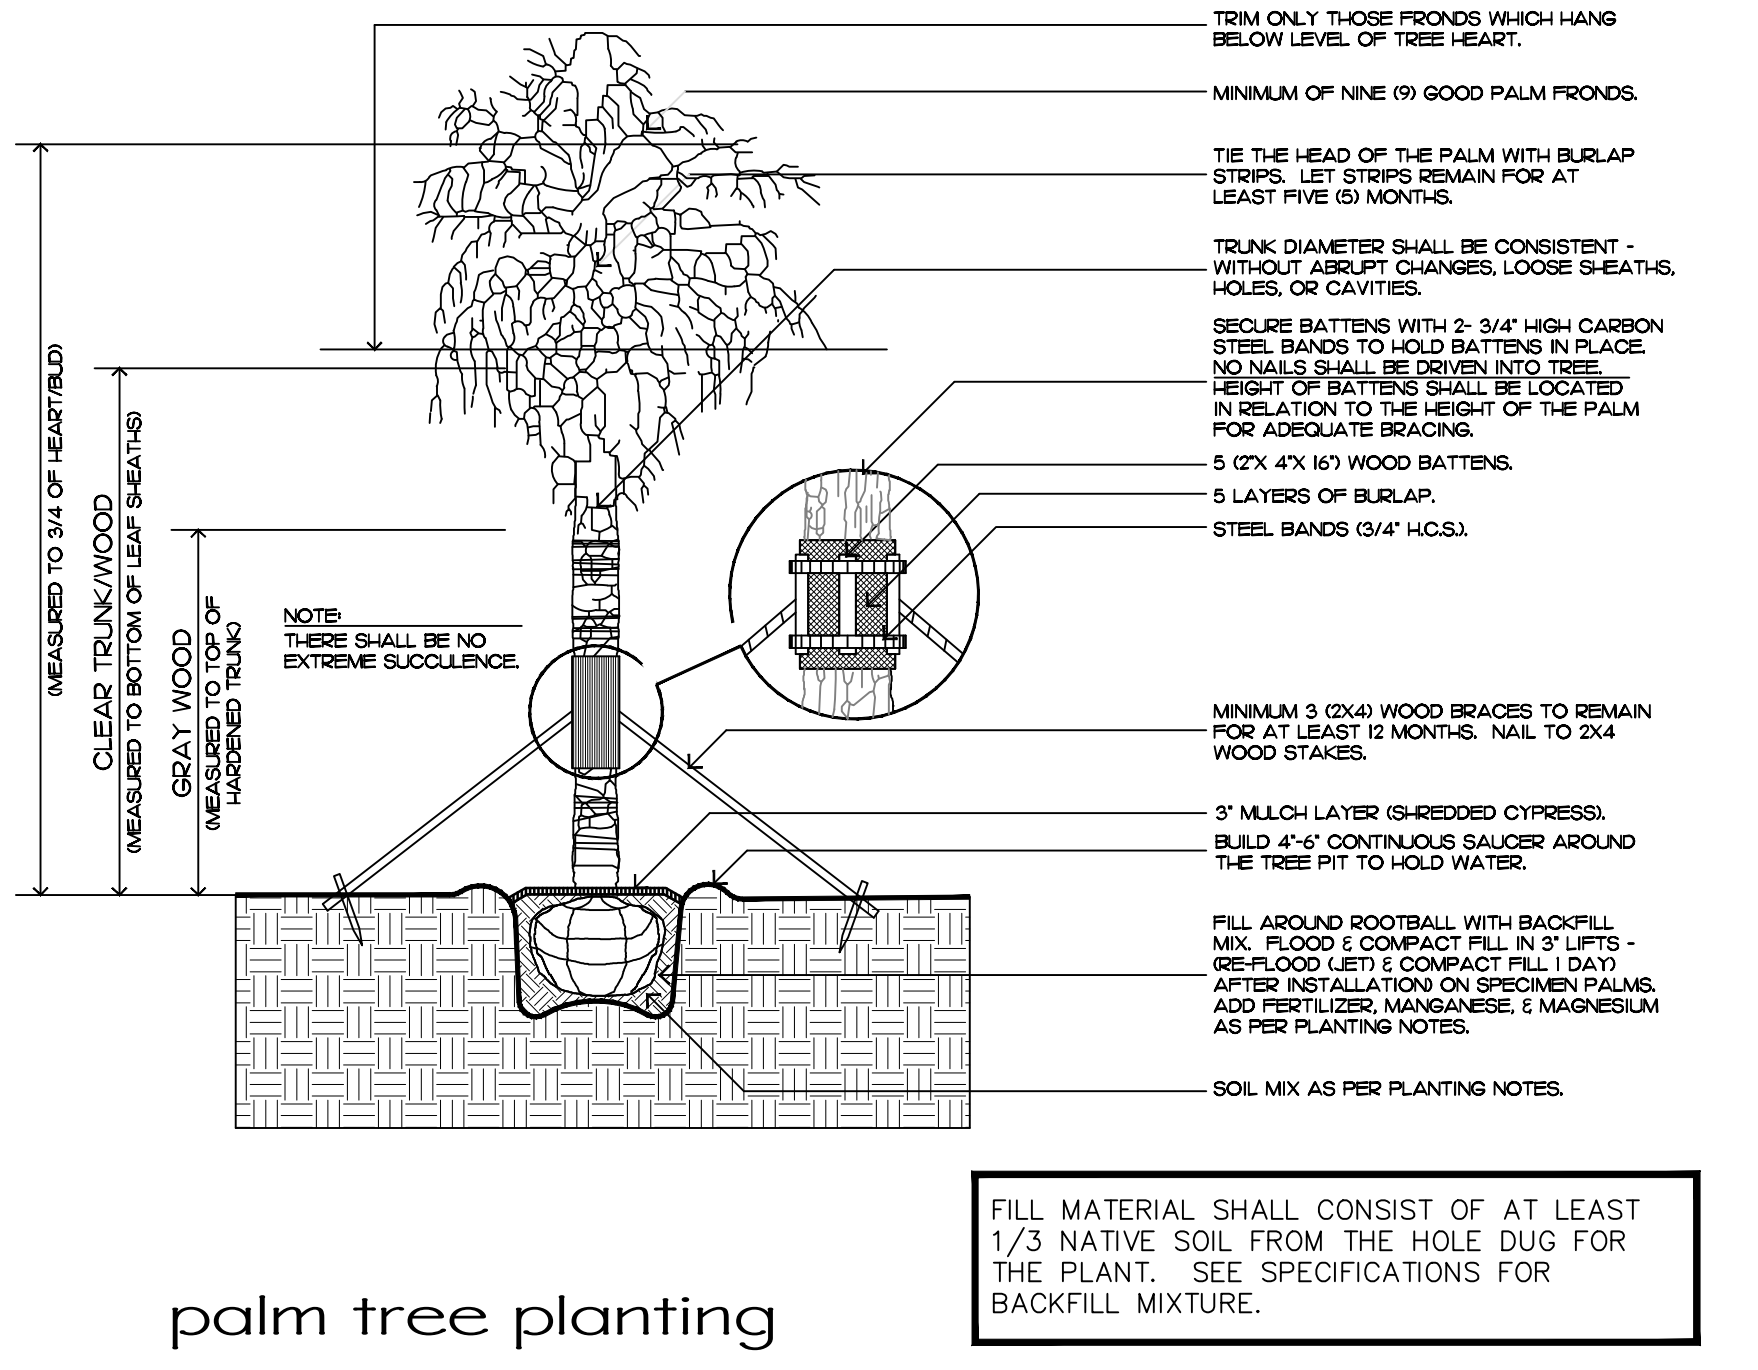 TRIM ONLY THOSE FRONDS WHICH HANG
BELOW LEVEL OF TREE HEART.
MINIMUM OF NINE (9) GOOD PALM FRONDS.
TIE THE HEAD OF THE PALM WITH BURLAP
STRIPS. LET STRIPS REMAIN FOR AT
LEAST FIVE (5) MONTHS.
TRUNK DIAMETER SHALL BE CONSISTENT -
WITHOUT ABRUPT CHANGES, LOOSE SHEATHS,
HOLES, OR CAVITIES.
SECURE BATTENS WITH 2- 3/4" HIGH CARBON
STEEL BANDS TO HOLD BATTENS IN PLACE.
NO NAILS SHALL BE DRIVEN INTO TREE.
HEIGHT OF BATTENS SHALL BE LOCATED
IN RELATION TO THE HEIGHT OF THE PALM
FOR ADEQUATE BRACING.
5 (2"X 4"X 16") WOOD BATTENS.
5 LAYERS OF BURLAP.
STEEL BANDS (3/4" H.C.S.).
MINIMUM 3 (2X4) WOOD BRACES TO REMAIN
FOR AT LEAST 12 MONTHS. NAIL TO 2X4
WOOD STAKES.
3" MULCH LAYER (SHREDDED CYPRESS).
BUILD 4"-6" CONTINUOUS SAUCER AROUND
THE TREE PIT TO HOLD WATER.
FILL AROUND ROOTBALL WITH BACKFILL
MIX. FLOOD & COMPACT FILL IN 3" LIFTS -
(RE-FLOOD (JET) & COMPACT FILL 1 DAY)
AFTER INSTALLATION) ON SPECIMEN PALMS.
ADD FERTILIZER, MANGANESE, & MAGNESIUM
AS PER PLANTING NOTES.
SOIL MIX AS PER PLANTING NOTES.
(MEASURED TO 3/4 OF HEART/BUD)
CLEAR TRUNK/WOOD
(MEASURED TO BOTTOM OF LEAF SHEATHS)
GRAY WOOD
(MEASURED TO TOP OF
HARDENED TRUNK)
NOTE:
THERE SHALL BE NO
EXTREME SUCCULENCE.
FILL MATERIAL SHALL CONSIST OF AT LEAST
1/3 NATIVE SOIL FROM THE HOLE DUG FOR
THE PLANT. SEE SPECIFICATIONS FOR
BACKFILL MIXTURE.
palm tree planting